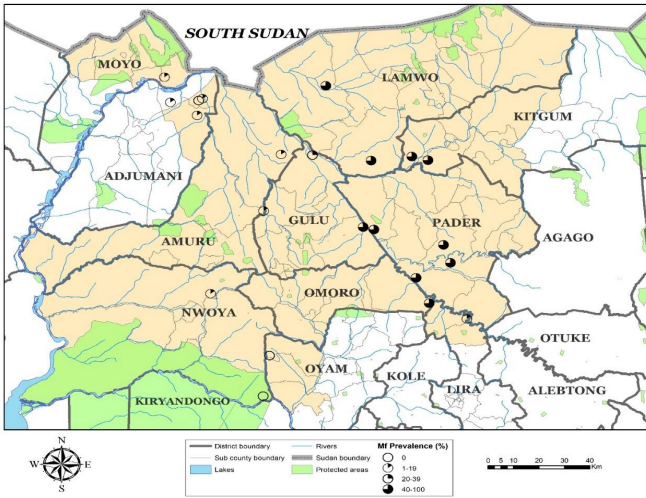 SOUTH SUDAN
MOYO
LAMWO
KITGUM
ADJUMANI
GULU
PADER
AMURU
AGAGO
OMORO
NWOYA
OTUKE
OYAM
KOLE
LIRA
ALEBTONG
KIRYANDONGO
N
W E
S
District boundary
Sub county boundary
Lakes
Rivers
Sudan boundary
Protected areas
Mf Prevalence (%)
0
1-19
20-39
40-100
0 5 10 20 30 40
Km